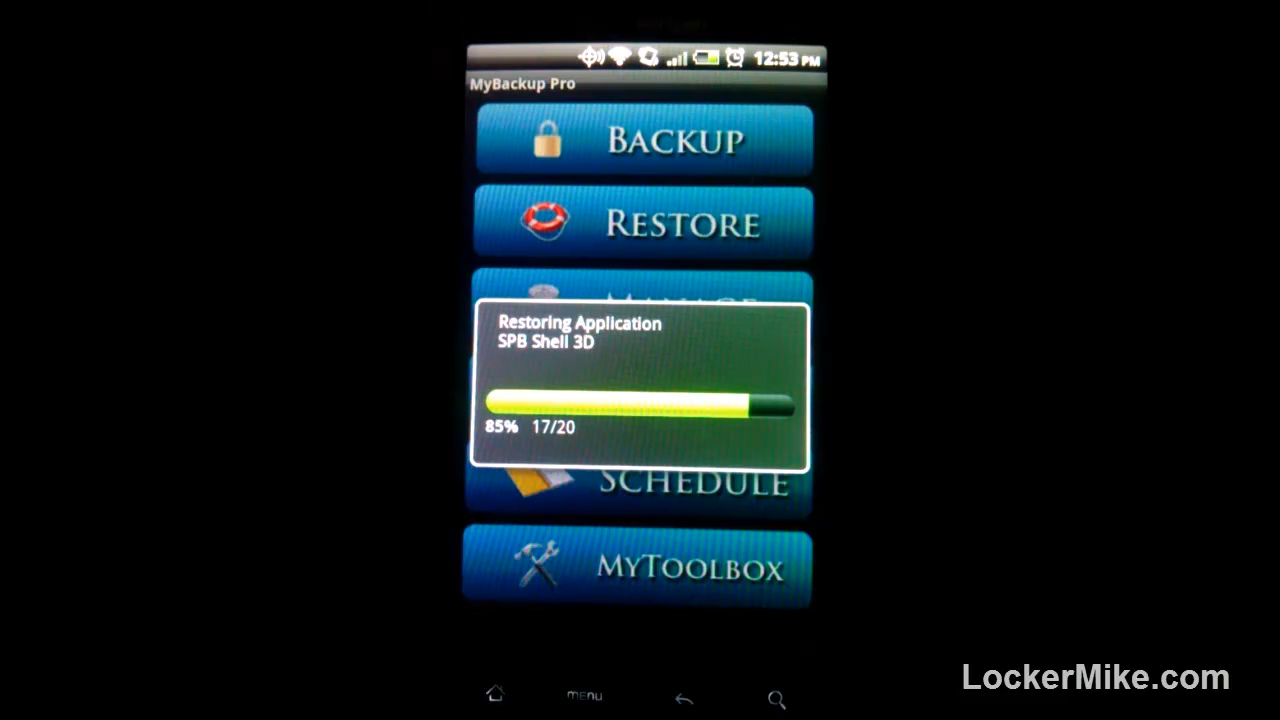 12:53 PM
MyBackup Pro
BACKUP
RESTORE
MANAGE
Restoring Application
SPB Shell 3D
85% 17/20
SCHEDULE
MYTOOLBOX
menu
LockerMike.com